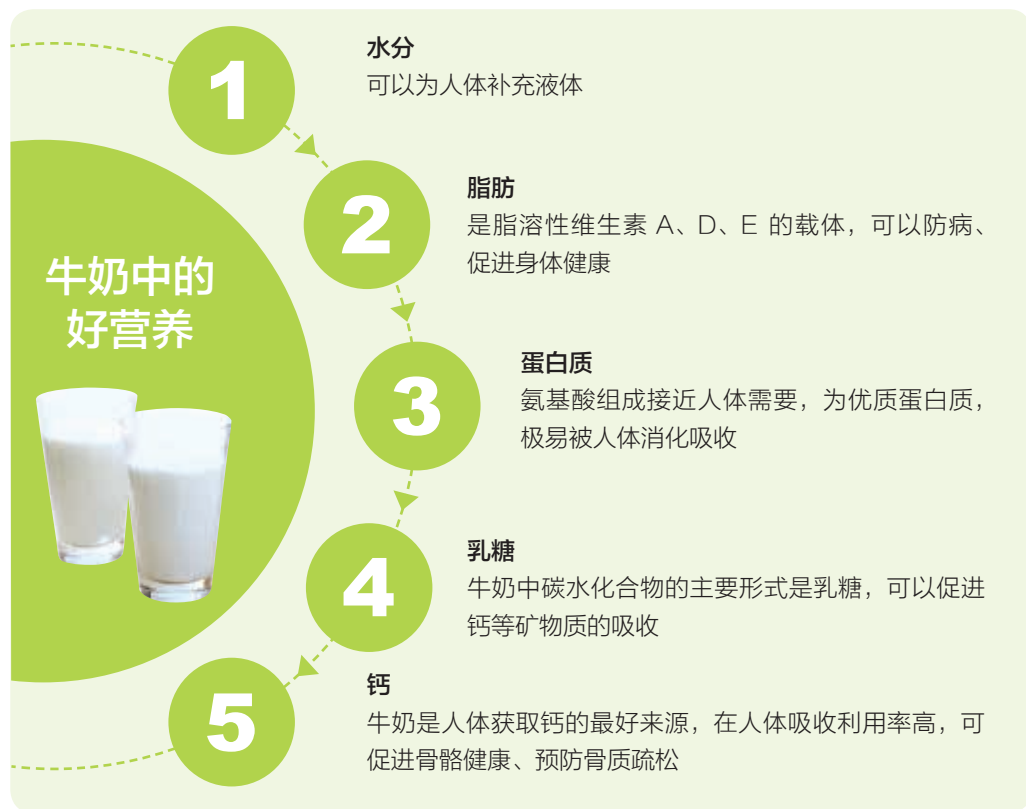 牛奶中的
好营养
1
水分
可以为人体补充液体
2
脂肪
是脂溶性维生素 A、D、E 的载体，可以防病、
促进身体健康
3
蛋白质
氨基酸组成接近人体需要，为优质蛋白质，
极易被人体消化吸收
4
乳糖
牛奶中碳水化合物的主要形式是乳糖，可以促进
钙等矿物质的吸收
5
钙
牛奶是人体获取钙的最好来源，在人体吸收利用率高，可
促进骨骼健康、预防骨质疏松